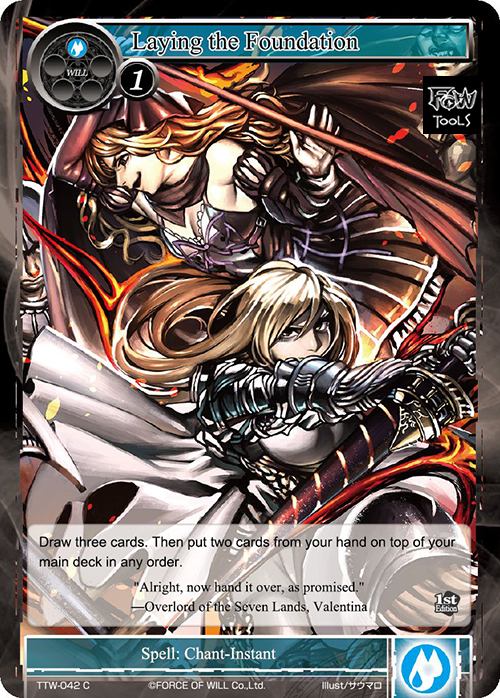 Laying the Foundation
WILL
1
FoW
TooLS
Draw three cards. Then put two cards from your hand on top of your
main deck in any order.
"Alright, now hand it over, as promised."
—Overlord of the Seven Lands, Valentina
1st
Edition
Spell: Chant-Instant
TTW-042 C ©FORCE OF WILL Co.,Ltd. Illust/サウマロ